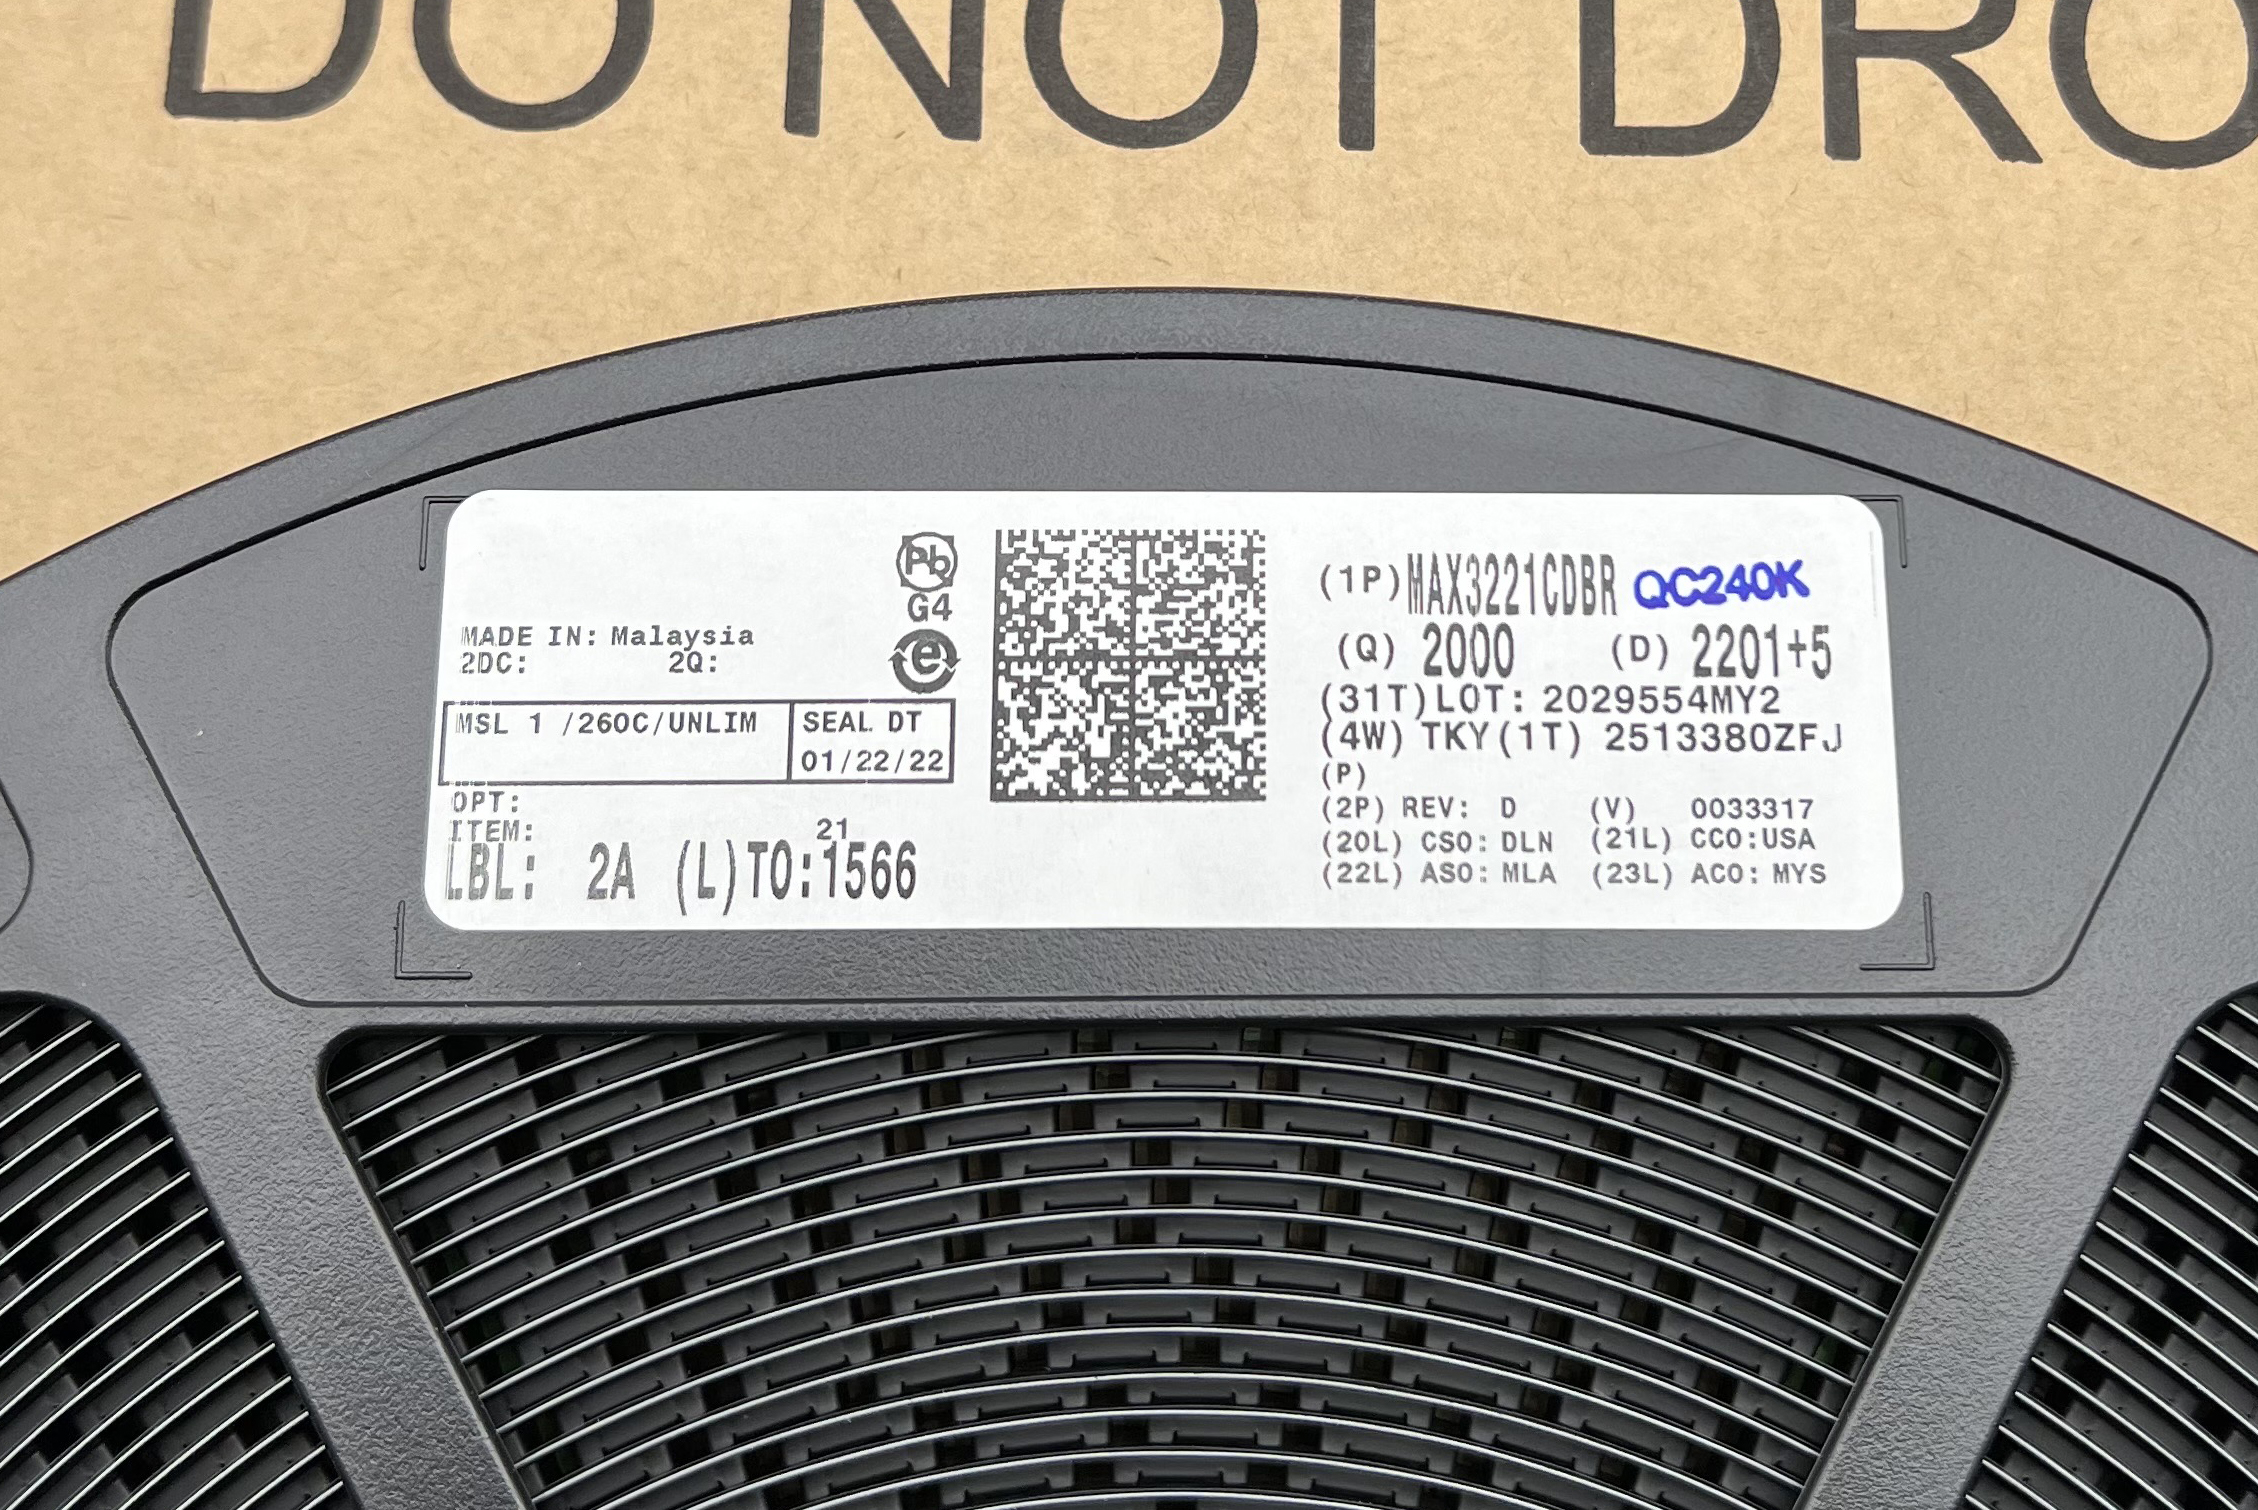 DO NOT DRO
Pb
G4
e
MADE IN: Malaysia
2DC: 2Q:
MSL 1 /260C/UNLIM
SEAL DT
01/22/22
OPT:
ITEM:
21
LBL: 2A (L)TO:1566
(1P)MAX3221CDBR QC240K
(Q) 2000 (D) 2201+5
(31T)LOT: 2029554MY2
(4W) TKY(1T) 2513380ZFJ
(P)
(2P) REV: D (V) 0033317
(20L) CSO: DLN (21L) CCO:USA
(22L) ASO: MLA (23L) ACO: MYS